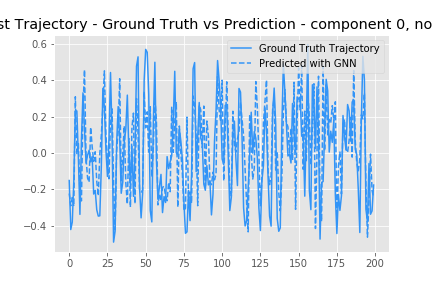 st Trajectory - Ground Truth vs Prediction - component 0, no
Ground Truth Trajectory
Predicted with GNN
0.6
0.4
0.2
0.0
−0.2
−0.4
0 25 50 75 100 125 150 175 200